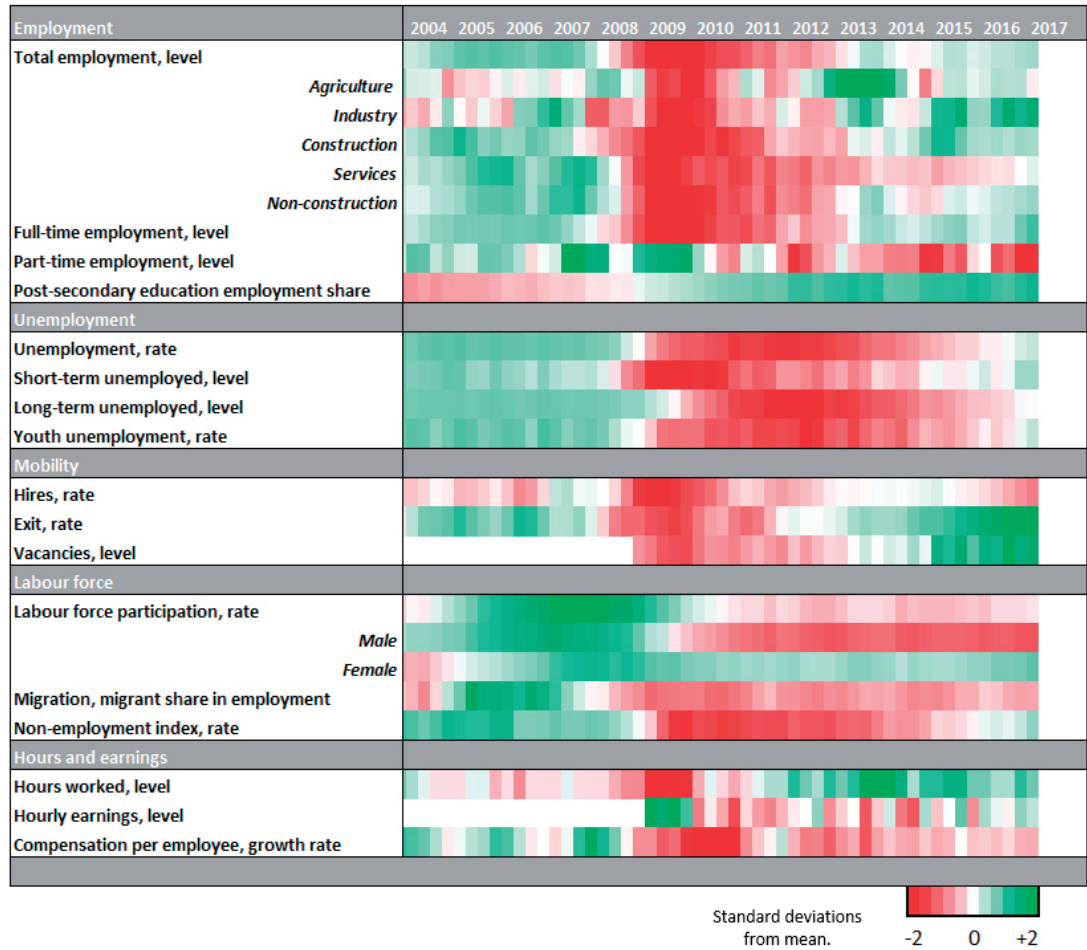 Employment 2004 2005 2006 2007 2008 2009 2010 2011 2012 2013 2014 2015 2016 2017
Total employment, level
Agriculture
Industry
Construction
Services
Non-construction
Full-time employment, level
Part-time employment, level
Post-secondary education employment share
Unemployment
Unemployment, rate
Short-term unemployed, level
Long-term unemployed, level
Youth unemployment, rate
Mobility
Hires, rate
Exit, rate
Vacancies, level
Labour force
Labour force participation, rate
Male
Female
Migration, migrant share in employment
Non-employment index, rate
Hours and earnings
Hours worked, level
Hourly earnings, level
Compensation per employee, growth rate
Standard deviations
from mean.
-2 0 +2